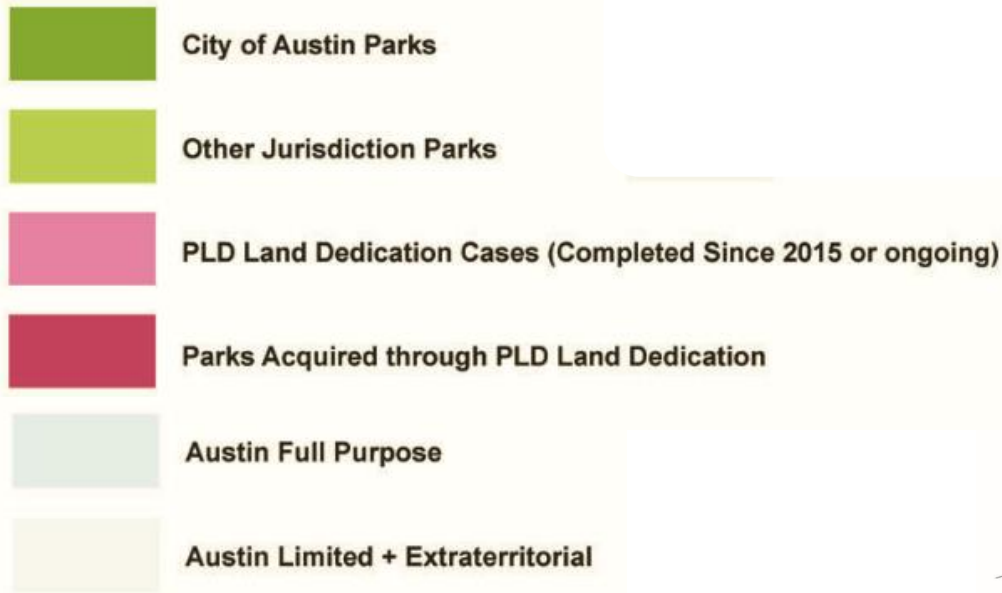 City of Austin Parks
Other Jurisdiction Parks
PLD Land Dedication Cases (Completed Since 2015 or ongoing)
Parks Acquired through PLD Land Dedication
Austin Full Purpose
Austin Limited + Extraterritorial